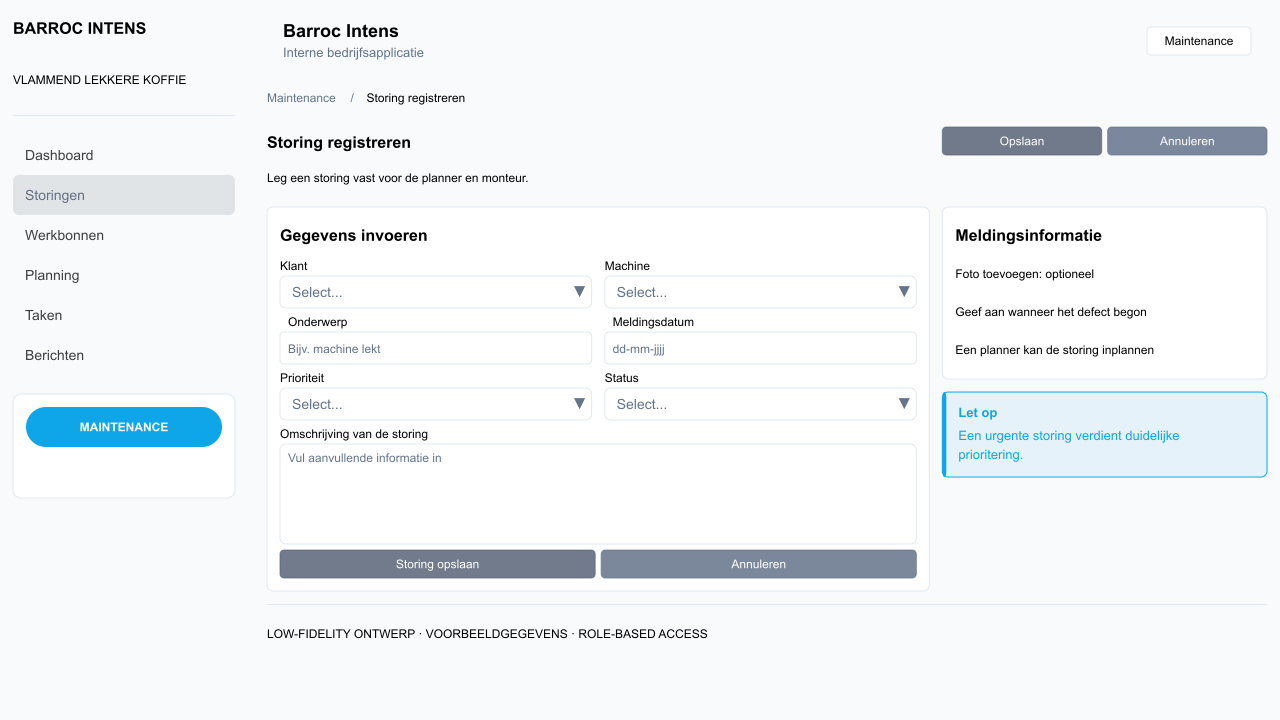 BARROC INTENS
VLAMMEND LEKKERE KOFFIE
Dashboard
Storingen
Werkbonnen
Planning
Taken
Berichten
MAINTENANCE
Barroc Intens
Interne bedrijfsapplicatie
Maintenance
Maintenance / Storing registreren
Storing registreren
Leg een storing vast voor de planner en monteur.
Opslaan
Annuleren
Gegevens invoeren
Klant
Select...
Machine
Select...
Onderwerp
Bijv. machine lekt
Meldingsdatum
dd-mm-jjjj
Prioriteit
Select...
Status
Select...
Omschrijving van de storing
Vul aanvullende informatie in
Storing opslaan
Annuleren
Meldingsinformatie
Foto toevoegen: optioneel
Geef aan wanneer het defect begon
Een planner kan de storing inplannen
Let op
Een urgente storing verdient duidelijke
prioritering.
LOW-FIDELITY ONTWERP · VOORBEELDGEGEVENS · ROLE-BASED ACCESS